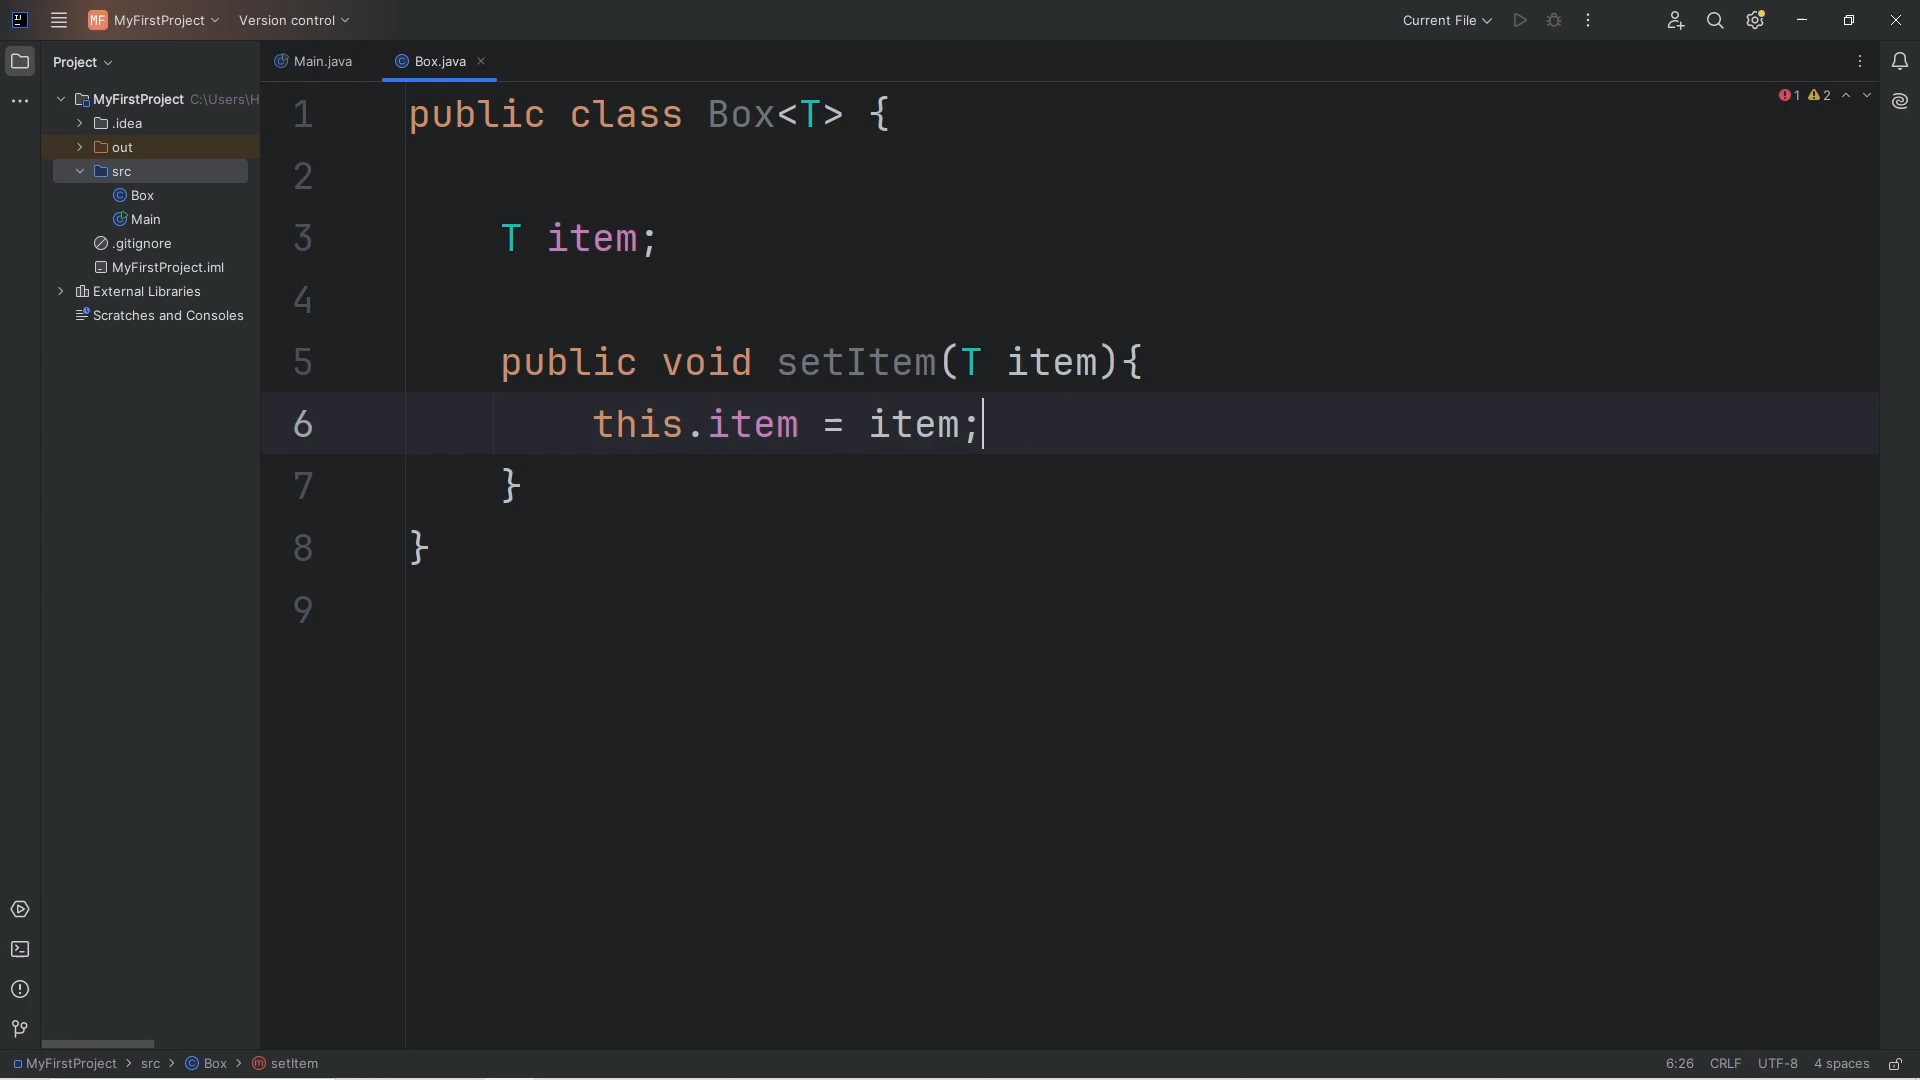 MF MyFirstProject Version control Current File
Project Main.java Box.java
MyFirstProject C:\Users\H
.idea
out
src
Box
Main
.gitignore
MyFirstProject.iml
External Libraries
Scratches and Consoles
1 2
1 public class Box<T> {
2
3 T item;
4
5 public void setItem(T item){
6 this.item = item;
7 }
8 }
9
MyFirstProject > src > Box > setItem 6:26 CRLF UTF-8 4 spaces